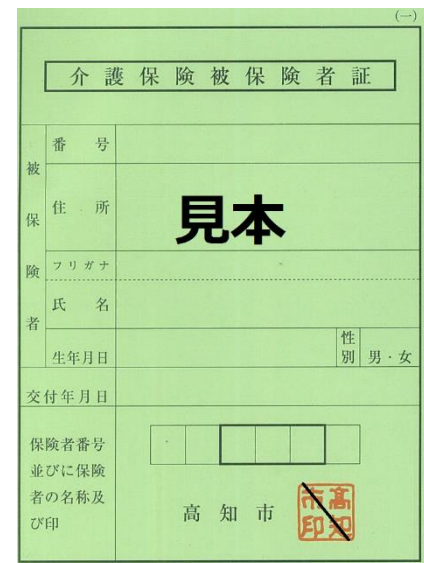 (一)
介護保険被保険者証
被保険者
番号
住所
見本
フリガナ
氏名
生年月日
性別
男・女
交付年月日
保険者番号
並びに保険
者の名称及
び印
高知市
高知市印